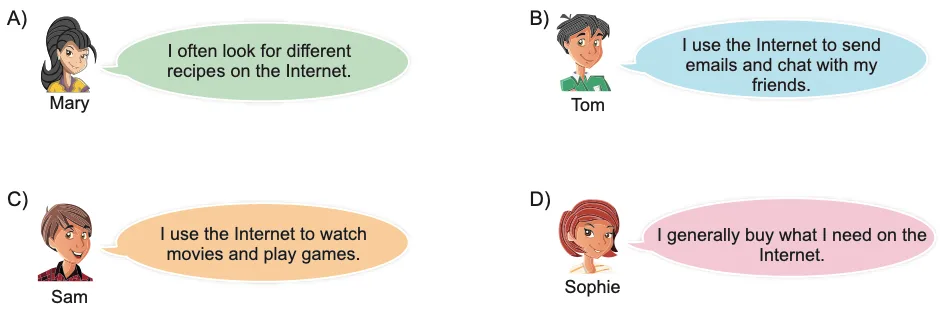 A)
I often look for different
recipes on the Internet.
Mary
B)
I use the Internet to send
emails and chat with my
friends.
Tom
C)
I use the Internet to watch
movies and play games.
Sam
D)
I generally buy what I need on the
Internet.
Sophie